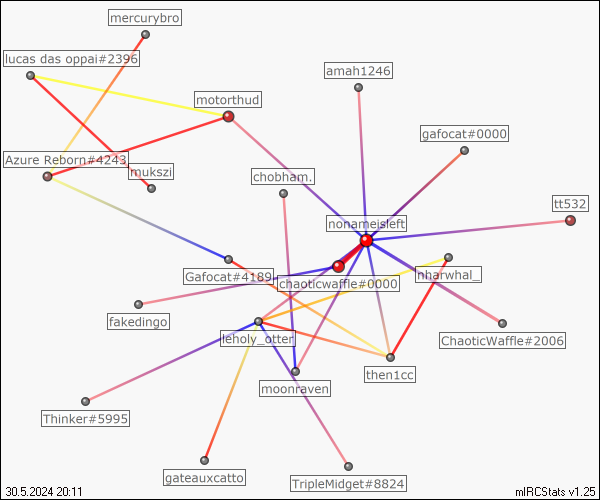 mercurybro
lucas das oppai#2396
amah1246
motorthud
gafocat#0000
Azure Reborn#4243
mukszi
chobham.
tt532
nonameisleft
Gafocat#4189
chaoticwaffle#0000
nharwhal_
fakedingo
leholy_otter
ChaoticWaffle#2006
then1cc
moonraven
Thinker#5995
gateauxcatto
TripleMidget#8824
30.5.2024 20:11
mIRCStats v1.25